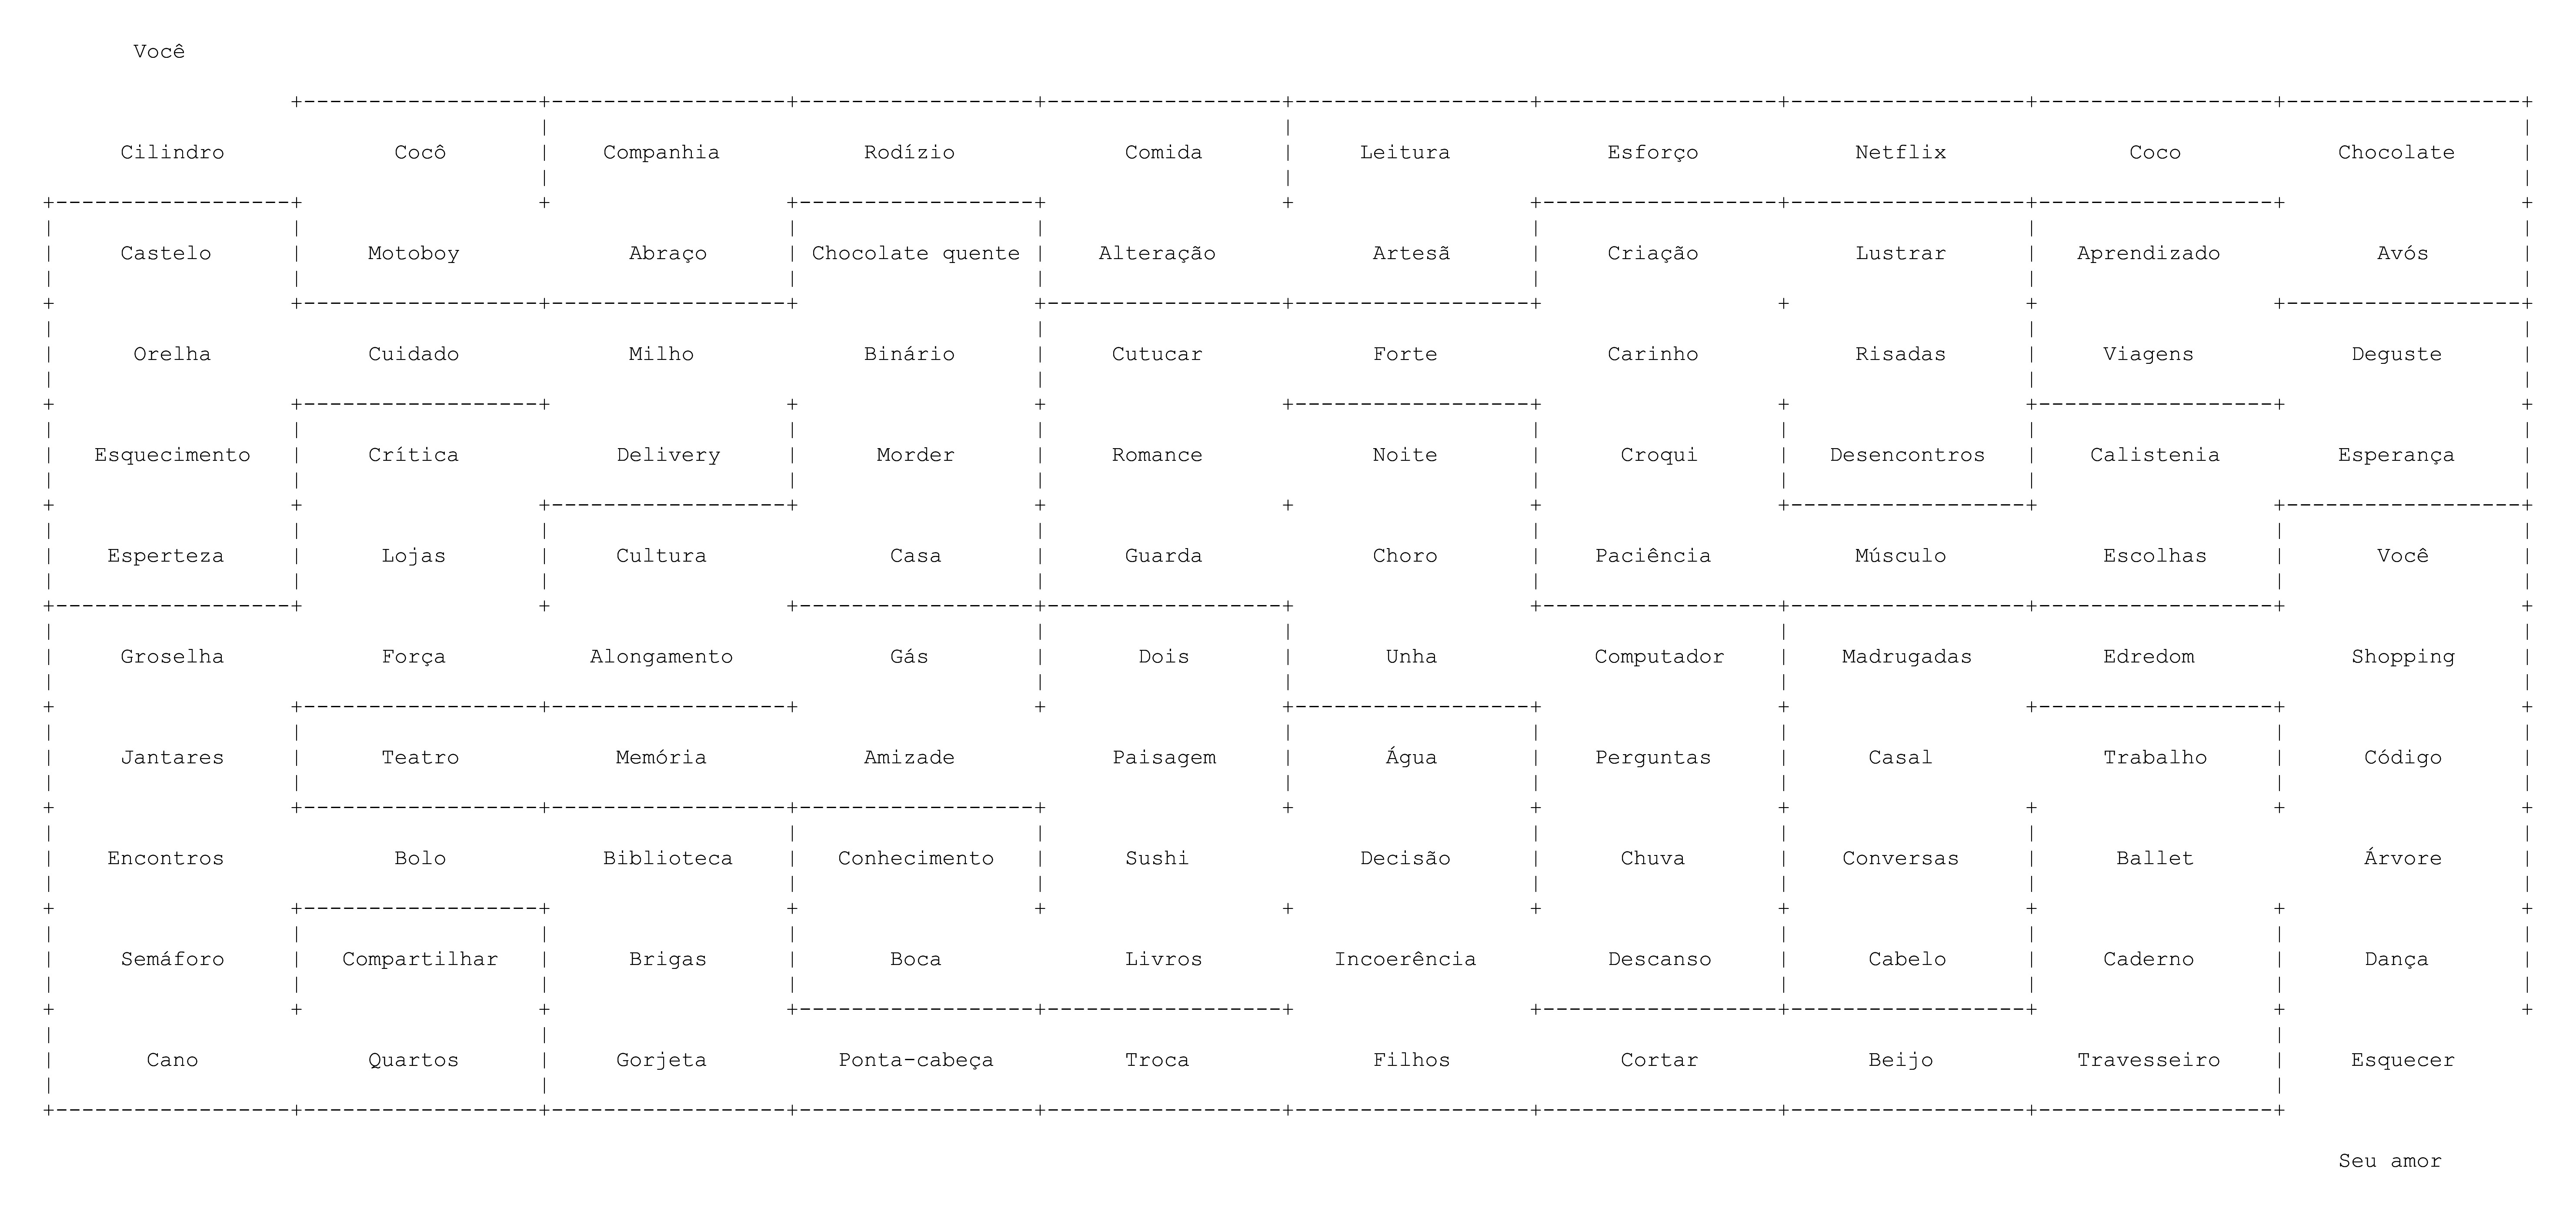 Você
Cilindro Cocô Companhia Rodízio Comida Leitura Esforço Netflix Coco Chocolate
Castelo Motoboy Abraço Chocolate quente Alteração Artesã Criação Lustrar Aprendizado Avós
Orelha Cuidado Milho Binário Cutucar Forte Carinho Risadas Viagens Deguste
Esquecimento Crítica Delivery Morder Romance Noite Croqui Desencontros Calistenia Esperança
Esperteza Lojas Cultura Casa Guarda Choro Paciência Músculo Escolhas Você
Groselha Força Alongamento Gás Dois Unha Computador Madrugadas Edredom Shopping
Jantares Teatro Memória Amizade Paisagem Água Perguntas Casal Trabalho Código
Encontros Bolo Biblioteca Conhecimento Sushi Decisão Chuva Conversas Ballet Árvore
Semáforo Compartilhar Brigas Boca Livros Incoerência Descanso Cabelo Caderno Dança
Cano Quartos Gorjeta Ponta-cabeça Troca Filhos Cortar Beijo Travesseiro Esquecer
Seu amor